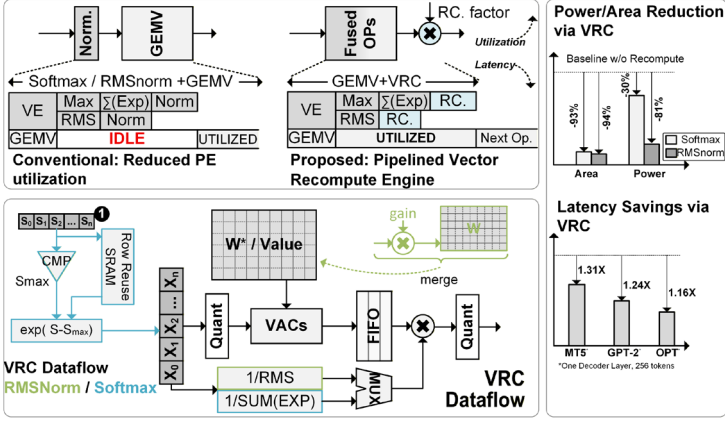 Norm.
GEMV
Softmax / RMSnorm +GEMV
VE
Max
∑(Exp)
Norm
RMS
Norm
GEMV
IDLE
UTILIZED
Conventional: Reduced PE
utilization
Fused
OPs
RC. factor
Utilization
Latency
GEMV+VRC
VE
Max
∑(Exp)
RC.
RMS
RC.
GEMV
UTILIZED
Next Op.
Proposed: Pipelined Vector
Recompute Engine
S0 S1 S2 ... Sn
1
CMP
Smax
Row Reuse
SRAM
exp( S-Smax)
VRC Dataflow
RMSNorm / Softmax
Xn
...
X2
X1
X0
Quant
W* / Value
VACs
FIFO
gain
W
merge
Quant
1/RMS
1/SUM(EXP)
MUX
VRC
Dataflow
Power/Area Reduction
via VRC
Baseline w/o Recompute
-93%
-94%
-30%
-81%
Softmax
RMSnorm
Area
Power
Latency Savings via
VRC
1.31X
1.24X
1.16X
MT5
GPT-2
OPT
*One Decoder Layer, 256 tokens